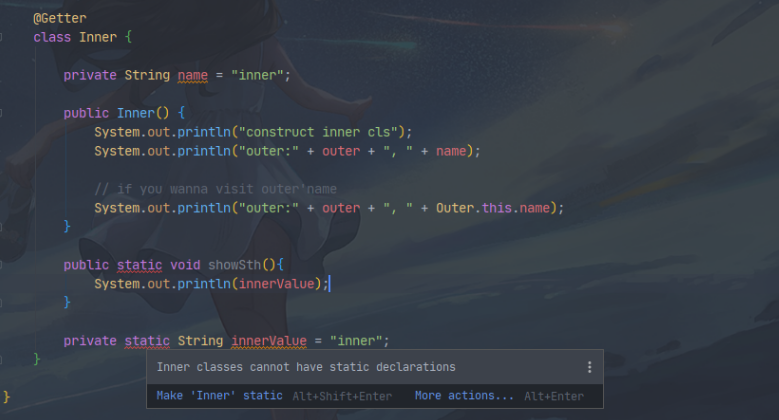 @Getter
class Inner {
private String name = "inner";
public Inner() {
System.out.println("construct inner cls");
System.out.println("outer:" + outer + ", " + name);
// if you wanna visit outer'name
System.out.println("outer:" + outer + ", " + Outer.this.name);
}
public static void showSth(){
System.out.println(innerValue);
}
private static String innerValue = "inner";
}
Inner classes cannot have static declarations
Make 'Inner' static Alt+Shift+Enter More actions... Alt+Enter
}